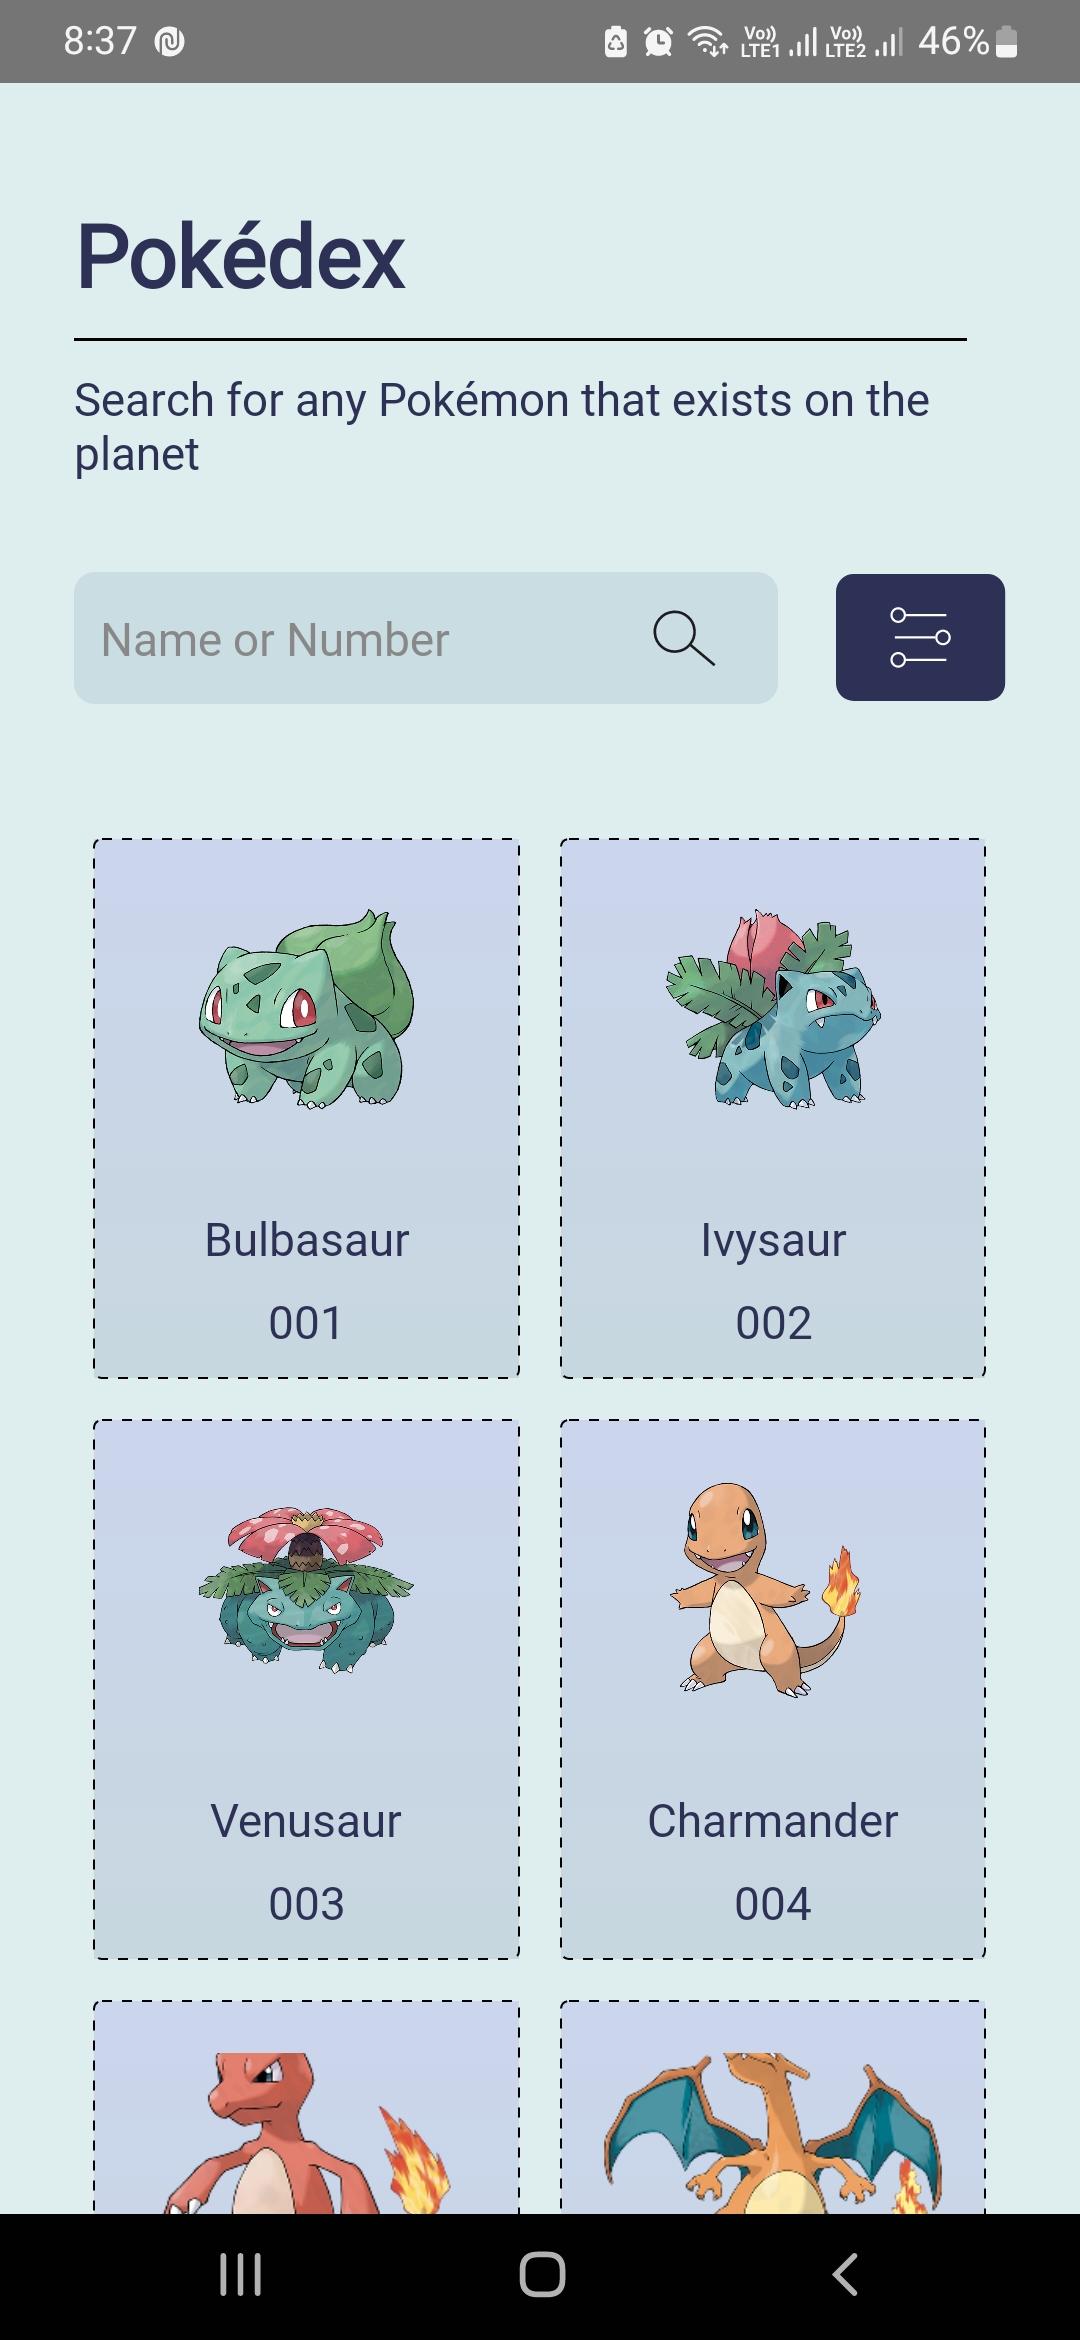 8:37
Vo)) LTE1 Vo)) LTE2 46%
Pokédex
Search for any Pokémon that exists on the
planet
Name or Number
Bulbasaur
001
Ivysaur
002
Venusaur
003
Charmander
004